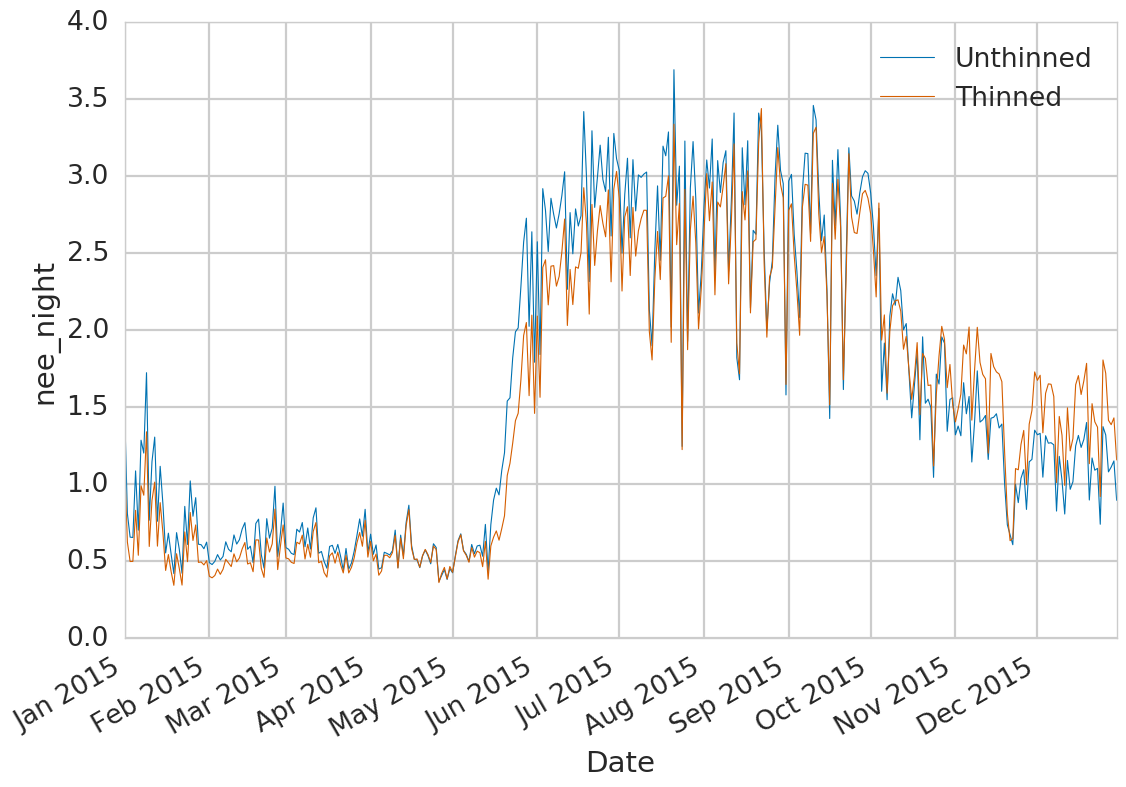 4.0
3.5
3.0
2.5
2.0
1.5
1.0
0.5
0.0
nee_night
Unthinned
Thinned
Jan 2015
Feb 2015
Mar 2015
Apr 2015
May 2015
Jun 2015
Jul 2015
Aug 2015
Sep 2015
Oct 2015
Nov 2015
Dec 2015
Date